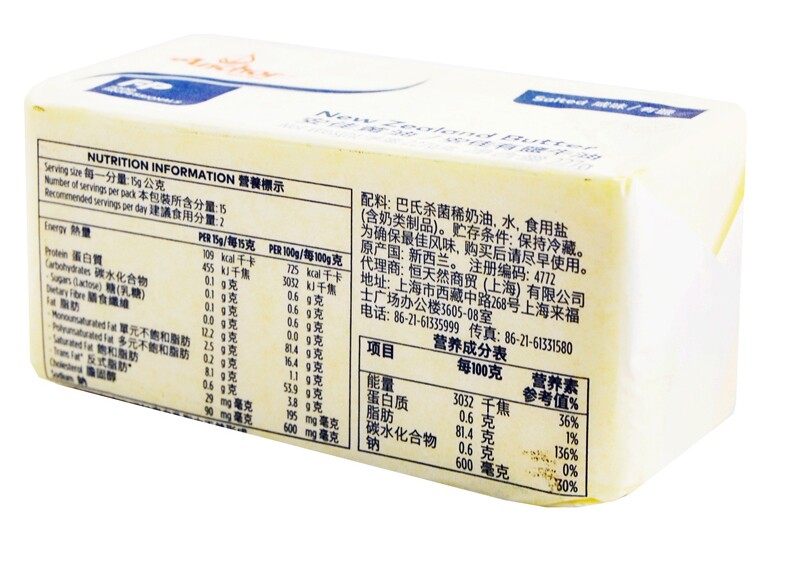 Anchor
FP
FOOD PROFESSIONALS
Salted 咸味 / 有鹽
New Zealand Butter
NUTRITION INFORMATION 營養標示
Serving size 每一分量: 15g 公克
Number of servings per pack 本包裝所含分量: 15
Recommended servings per day 建議食用分量: 2
PER 15g/每15克 PER 100g/每100g克
Energy 熱量 109 kcal 千卡 725 kcal 千卡
455 kJ 千焦 3032 kJ 千焦
Protein 蛋白質 0.1 g 克 0.6 g 克
Carbohydrates 碳水化合物 0.1 g 克 0.6 g 克
- Sugars (Lactose) 糖(乳糖) 0.1 g 克 0.6 g 克
Dietary Fibre 膳食纖維 0.0 g 克 0.0 g 克
Fat 脂肪 12.2 g 克 81.4 g 克
- Monounsaturated Fat 單元不飽和脂肪 2.5 g 克 16.4 g 克
- Polyunsaturated Fat 多元不飽和脂肪 0.2 g 克 1.1 g 克
- Saturated Fat 飽和脂肪 8.1 g 克 53.9 g 克
- Trans Fat* 反式脂肪* 0.6 g 克 3.8 g 克
Cholesterol 膽固醇 29 mg 毫克 195 mg 毫克
Sodium 鈉 90 mg 毫克 600 mg 毫克
配料: 巴氏杀菌稀奶油, 水, 食用盐
(含奶类制品)。贮存条件: 保持冷藏。
为确保最佳风味, 购买后请尽早使用。
原产国: 新西兰。 注册编码: 4772
代理商: 恒天然商贸 (上海) 有限公司
地址: 上海市西藏中路268号上海来福
士广场办公楼3605-08室
电话: 86-21-61335999 传真: 86-21-61331580
营养成分表
项目 每100克 营养素
参考值%
能量 3032 千焦 36%
蛋白质 0.6 克 1%
脂肪 81.4 克 136%
碳水化合物 0.6 克 0%
钠 600 毫克 30%